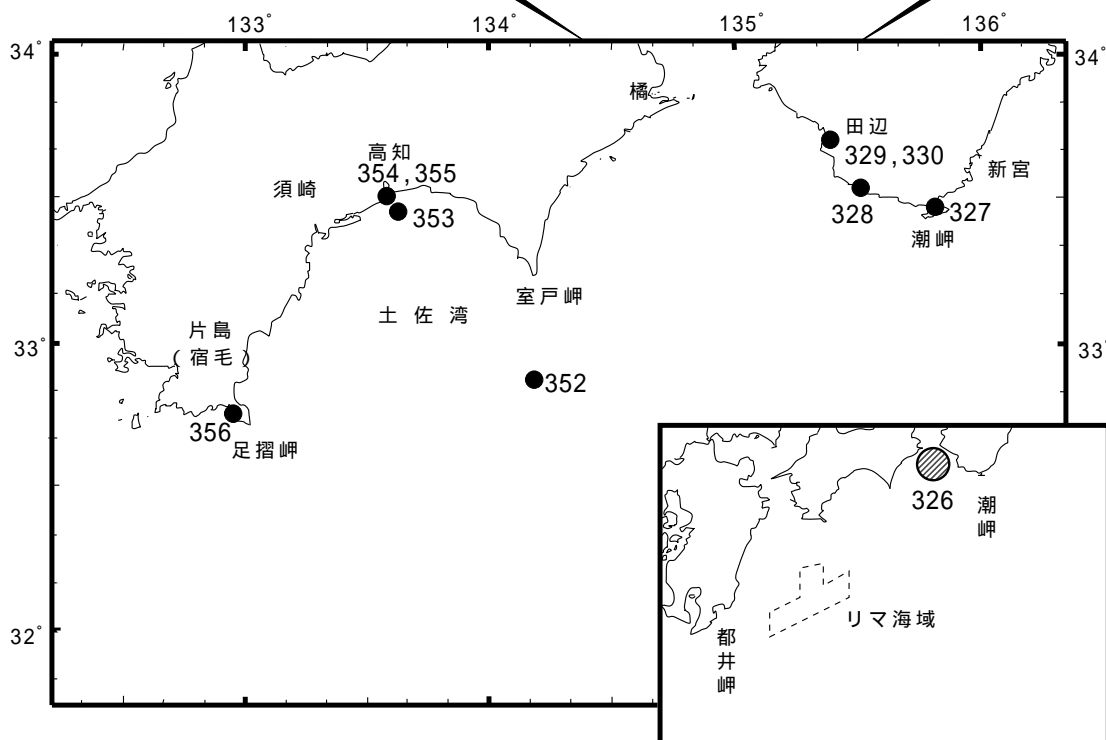 133°
134°
135°
136°
34°
34°
橘
田辺
329,330
高知
354,355
須崎
353
新宮
328
327
潮岬
室戸岬
土佐湾
片島
(宿毛)
33°
33°
352
356
足摺岬
326
潮岬
リマ海域
都井岬
32°